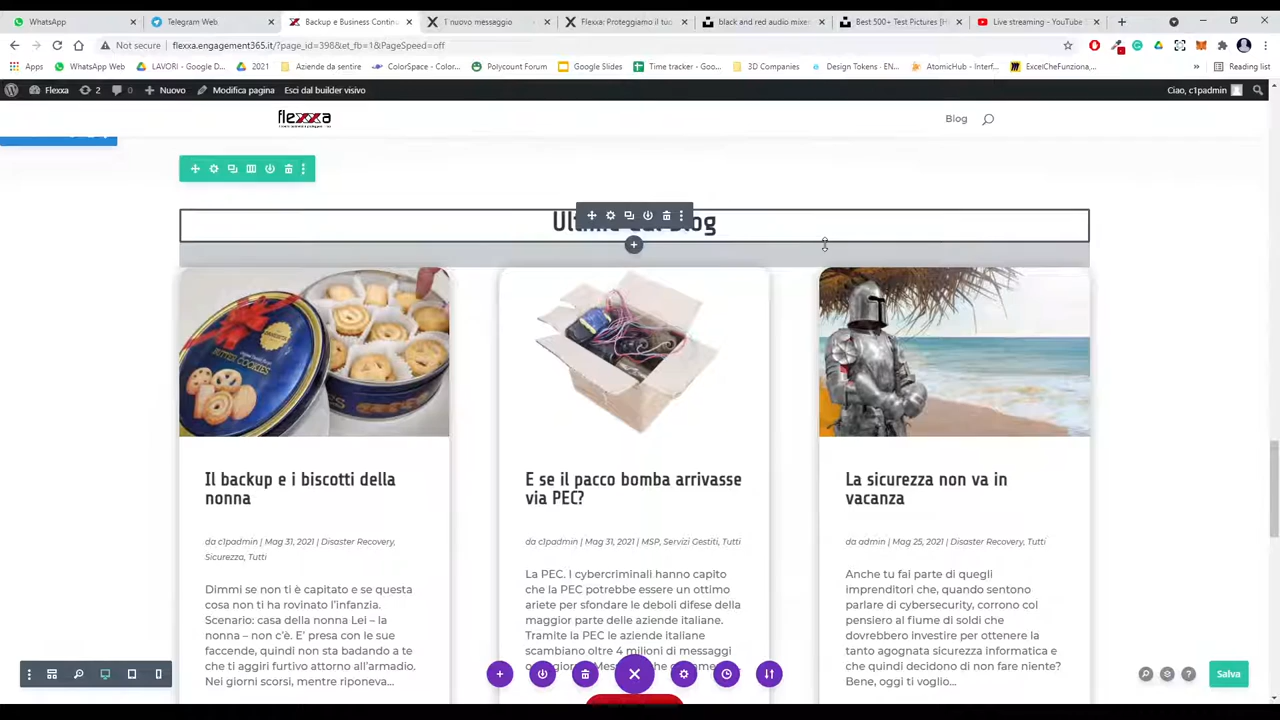 WhatsApp
Telegram Web
Backup e Business Contin
1 nuovo messaggio
Flexxa: Proteggiamo il tuo
black and red audio mixer
Best 500+ Test Pictures [H
Live streaming - YouTube S
Not secure | flexxa.engagement365.it/?page_id=398&et_fb=1&PageSpeed=off
Apps
WhatsApp Web
LAVORI - Google D...
2021
Aziende da sentire
ColorSpace - Color...
Polycount Forum
Google Slides
Time tracker - Goo...
3D Companies
Design Tokens · EN...
AtomicHub - Interf...
ExcelCheFunziona,...
Reading list
Flexxa
2
0
Nuovo
Modifica pagina
Esci dal builder visivo
Ciao, c1padmin
flexxa
Blog
BUTTER COOKIES
Il backup e i biscotti della
nonna
da c1padmin | Mag 31, 2021 | Disaster Recovery,
Sicurezza, Tutti
Dimmi se non ti è capitato e se questa
cosa non ti ha rovinato l'infanzia.
Scenario: casa della nonna Lei – la
nonna – non c'è. E' presa con le sue
faccende, quindi non sta badando a te
che ti aggiri furtivo attorno all'armadio.
Nei giorni scorsi, mentre riponeva...
E se il pacco bomba arrivasse
via PEC?
da c1padmin | Mag 31, 2021 | MSP, Servizi Gestiti, Tutti
La PEC. I cybercriminali hanno capito
che la PEC potrebbe essere un ottimo
ariete per sfondare le deboli difese della
maggior parte delle aziende italiane.
Tramite la PEC le aziende italiane
scambiano oltre 4 milioni di messaggi
La sicurezza non va in
vacanza
da admin | Mag 25, 2021 | Disaster Recovery, Tutti
Anche tu fai parte di quegli
imprenditori che, quando sentono
parlare di cybersecurity, corrono col
pensiero al fiume di soldi che
dovrebbero investire per ottenere la
tanto agognata sicurezza informatica e
che quindi decidono di non fare niente?
Bene, oggi ti voglio...
Salva